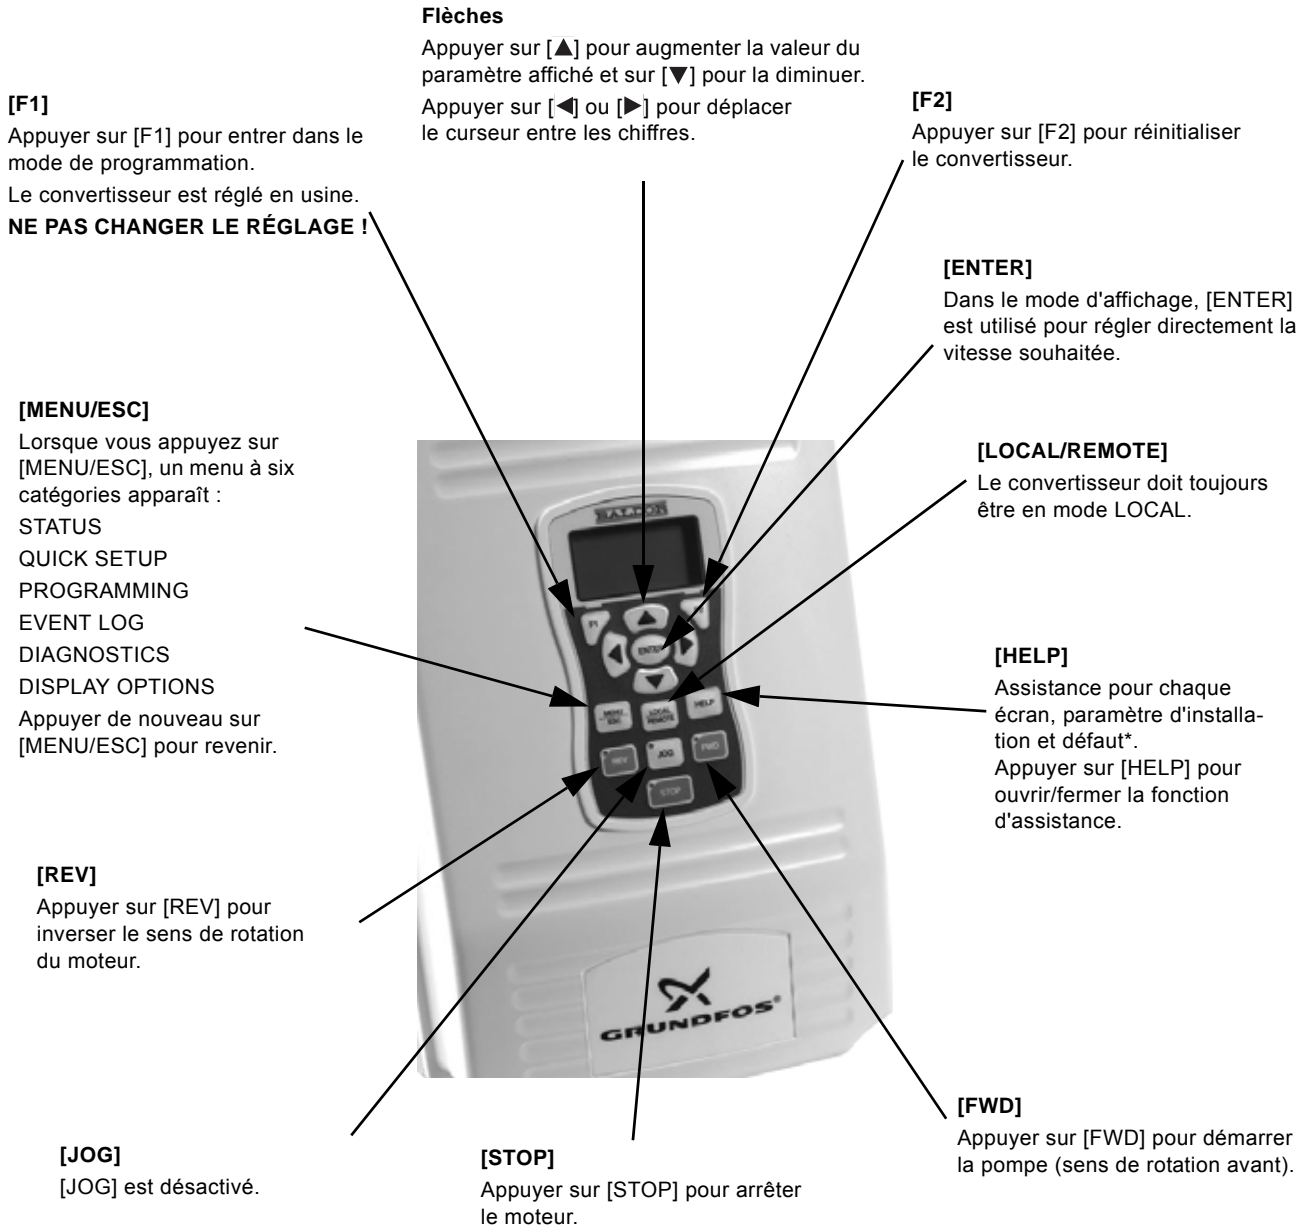 Flèches
Appuyer sur [▲] pour augmenter la valeur du
paramètre affiché et sur [▼] pour la diminuer.
Appuyer sur [◀] ou [▶] pour déplacer
le curseur entre les chiffres.
[F1]
Appuyer sur [F1] pour entrer dans le
mode de programmation.
Le convertisseur est réglé en usine.
NE PAS CHANGER LE RÉGLAGE !
[F2]
Appuyer sur [F2] pour réinitialiser
le convertisseur.
[ENTER]
Dans le mode d'affichage, [ENTER]
est utilisé pour régler directement la
vitesse souhaitée.
[MENU/ESC]
Lorsque vous appuyez sur
[MENU/ESC], un menu à six
catégories apparaît :
STATUS
QUICK SETUP
PROGRAMMING
EVENT LOG
DIAGNOSTICS
DISPLAY OPTIONS
Appuyer de nouveau sur
[MENU/ESC] pour revenir.
[LOCAL/REMOTE]
Le convertisseur doit toujours
être en mode LOCAL.
[HELP]
Assistance pour chaque
écran, paramètre d'installa-
tion et défaut*.
Appuyer sur [HELP] pour
ouvrir/fermer la fonction
d'assistance.
BALDOR
F1
ENTER
MENU
ESC
LOCAL
REMOTE
HELP
REV
JOG
FWD
STOP
GRUNDFOS
[REV]
Appuyer sur [REV] pour
inverser le sens de rotation
du moteur.
[JOG]
[JOG] est désactivé.
[STOP]
Appuyer sur [STOP] pour arrêter
le moteur.
[FWD]
Appuyer sur [FWD] pour démarrer
la pompe (sens de rotation avant).